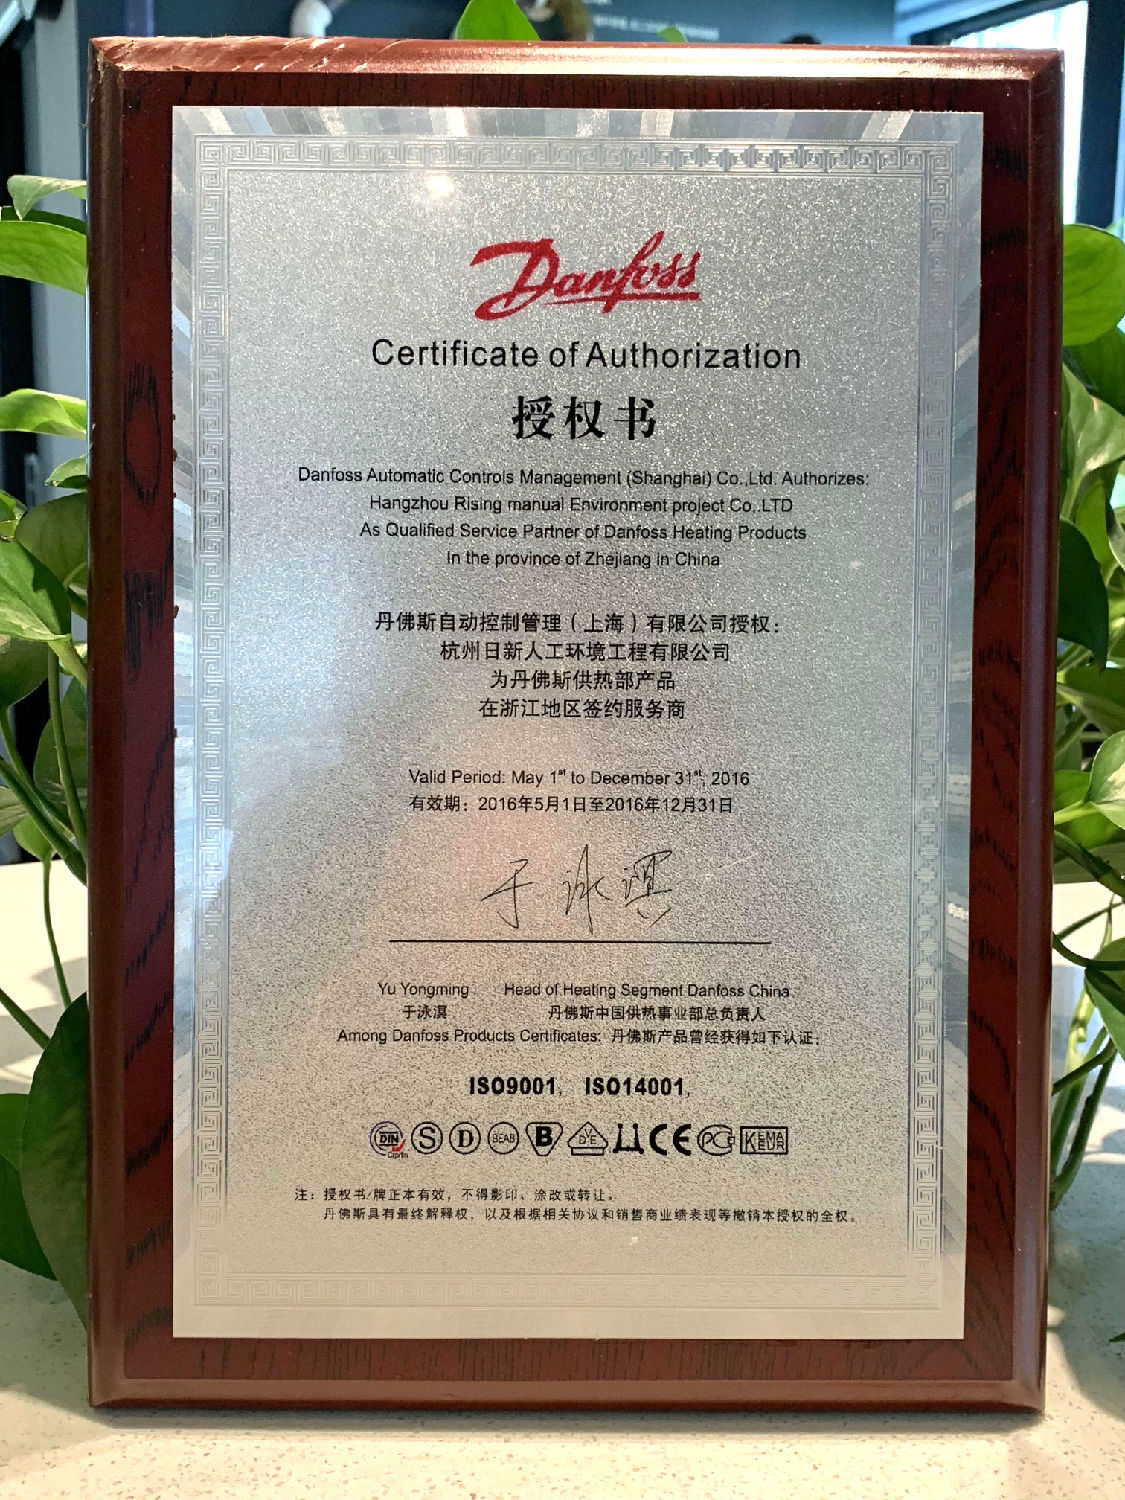 Danfoss
Certificate of Authorization
授权书
Danfoss Automatic Controls Management (Shanghai) Co.,Ltd. Authorizes:
Hangzhou Rising manual Environment project Co,.LTD
As Qualified Service Partner of Danfoss Heating Products
In the province of Zhejiang in China
丹佛斯自动控制管理（上海）有限公司授权：
杭州日新人工环境工程有限公司
为丹佛斯供热部产品
在浙江地区签约服务商
Valid Period: May 1st to December 31st, 2016
有效期：2016年5月1日至2016年12月31日
于泳溟
Yu Yongming Head of Heating Segment Danfoss China
于泳溟 丹佛斯中国供热事业部总负责人
Among Danfoss Products Certificates: 丹佛斯产品曾经获得如下认证：
ISO9001, ISO14001,
DIN Certin S D SEAB B VDE CE PCT KEMA KEUR
注：授权书/牌正本有效，不得影印、涂改或转让。
丹佛斯具有最终解释权，以及根据相关协议和销售商业绩表现等撤销本授权的全权。